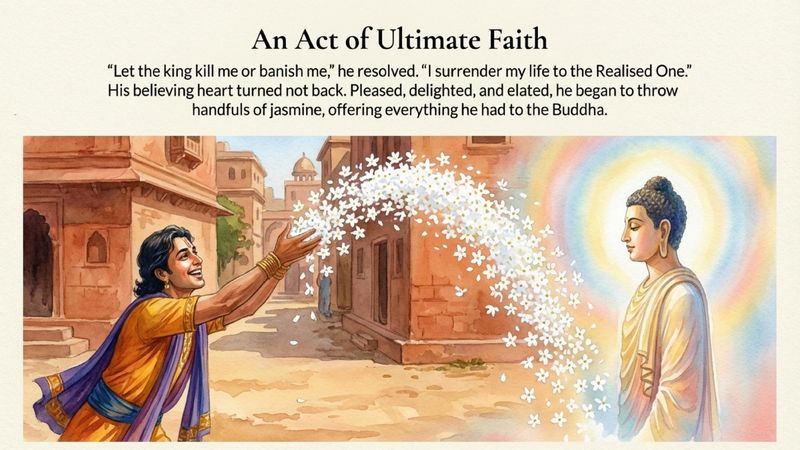 An Act of Ultimate Faith
“Let the king kill me or banish me,” he resolved. “I surrender my life to the Realised One.”
His believing heart turned not back. Pleased, delighted, and elated, he began to throw
handfuls of jasmine, offering everything he had to the Buddha.